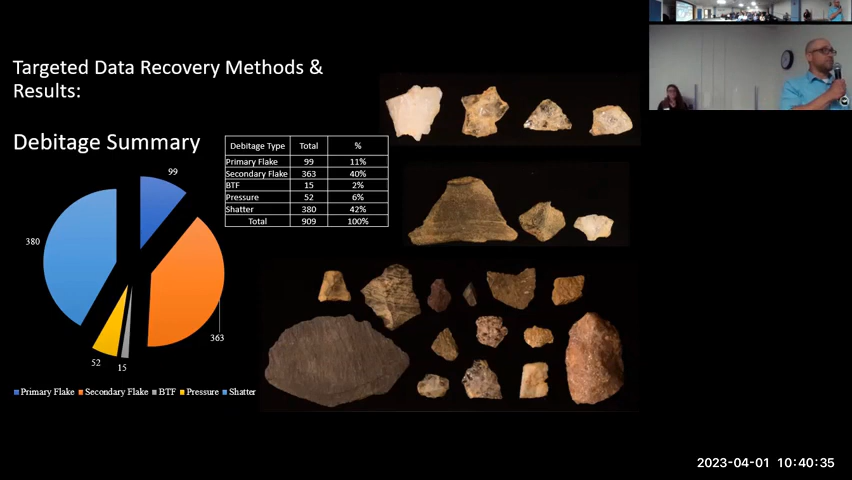 Targeted Data Recovery Methods &
Results:
Debitage Summary
Debitage Type Total %
Primary Flake 99 11%
Secondary Flake 363 40%
BTF 15 2%
Pressure 52 6%
Shatter 380 42%
Total 909 100%
99
380
363
52
15
Primary Flake Secondary Flake BTF Pressure Shatter
2023-04-01 10:40:35